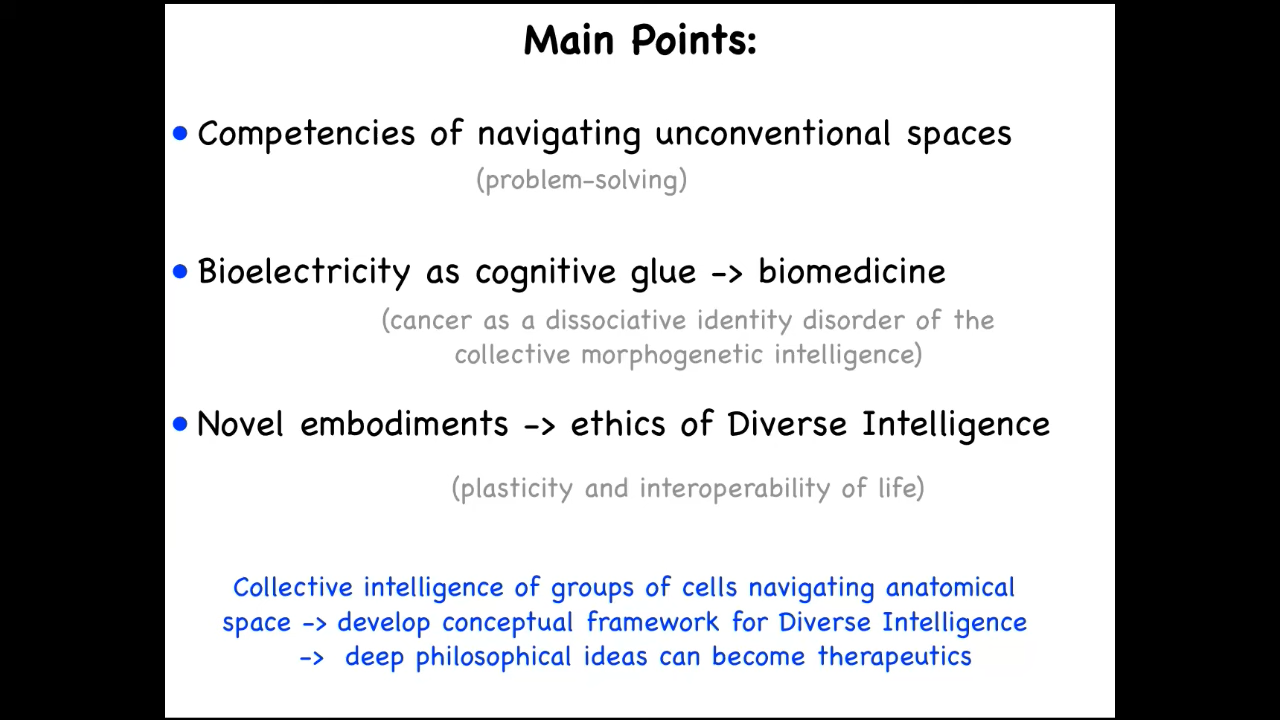 Main Points:
• Competencies of navigating unconventional spaces
(problem-solving)
• Bioelectricity as cognitive glue -> biomedicine
(cancer as a dissociative identity disorder of the
collective morphogenetic intelligence)
• Novel embodiments -> ethics of Diverse Intelligence
(plasticity and interoperability of life)
Collective intelligence of groups of cells navigating anatomical
space -> develop conceptual framework for Diverse Intelligence
-> deep philosophical ideas can become therapeutics